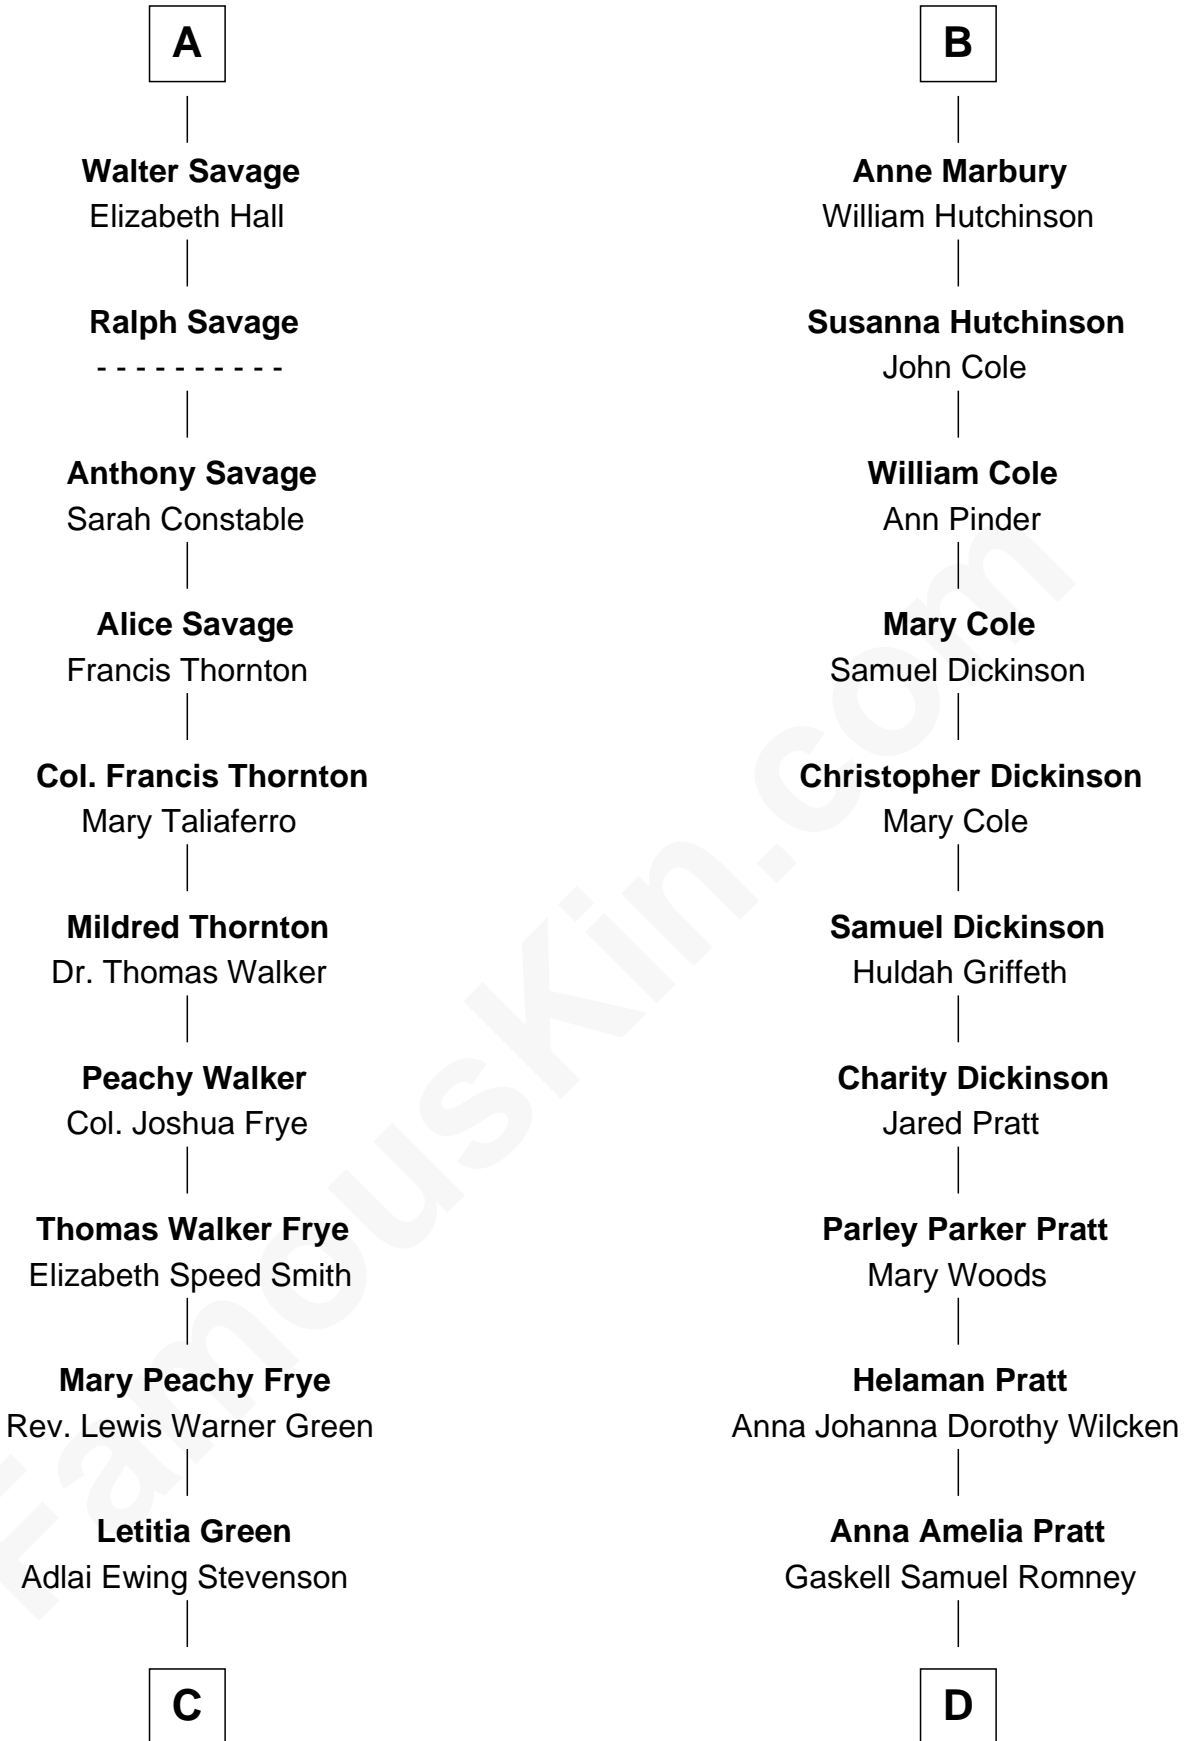 A
Walter Savage
Elizabeth Hall
Ralph Savage
- - - - - - - - - -
Anthony Savage
Sarah Constable
Alice Savage
Francis Thornton
Col. Francis Thornton
Mary Taliaferro
Mildred Thornton
Dr. Thomas Walker
Peachy Walker
Col. Joshua Frye
Thomas Walker Frye
Elizabeth Speed Smith
Mary Peachy Frye
Rev. Lewis Warner Green
Letitia Green
Adlai Ewing Stevenson
C
B
Anne Marbury
William Hutchinson
Susanna Hutchinson
John Cole
William Cole
Ann Pinder
Mary Cole
Samuel Dickinson
Christopher Dickinson
Mary Cole
Samuel Dickinson
Huldah Griffeth
Charity Dickinson
Jared Pratt
Parley Parker Pratt
Mary Woods
Helaman Pratt
Anna Johanna Dorothy Wilcken
Anna Amelia Pratt
Gaskell Samuel Romney
D
FamousKin.com